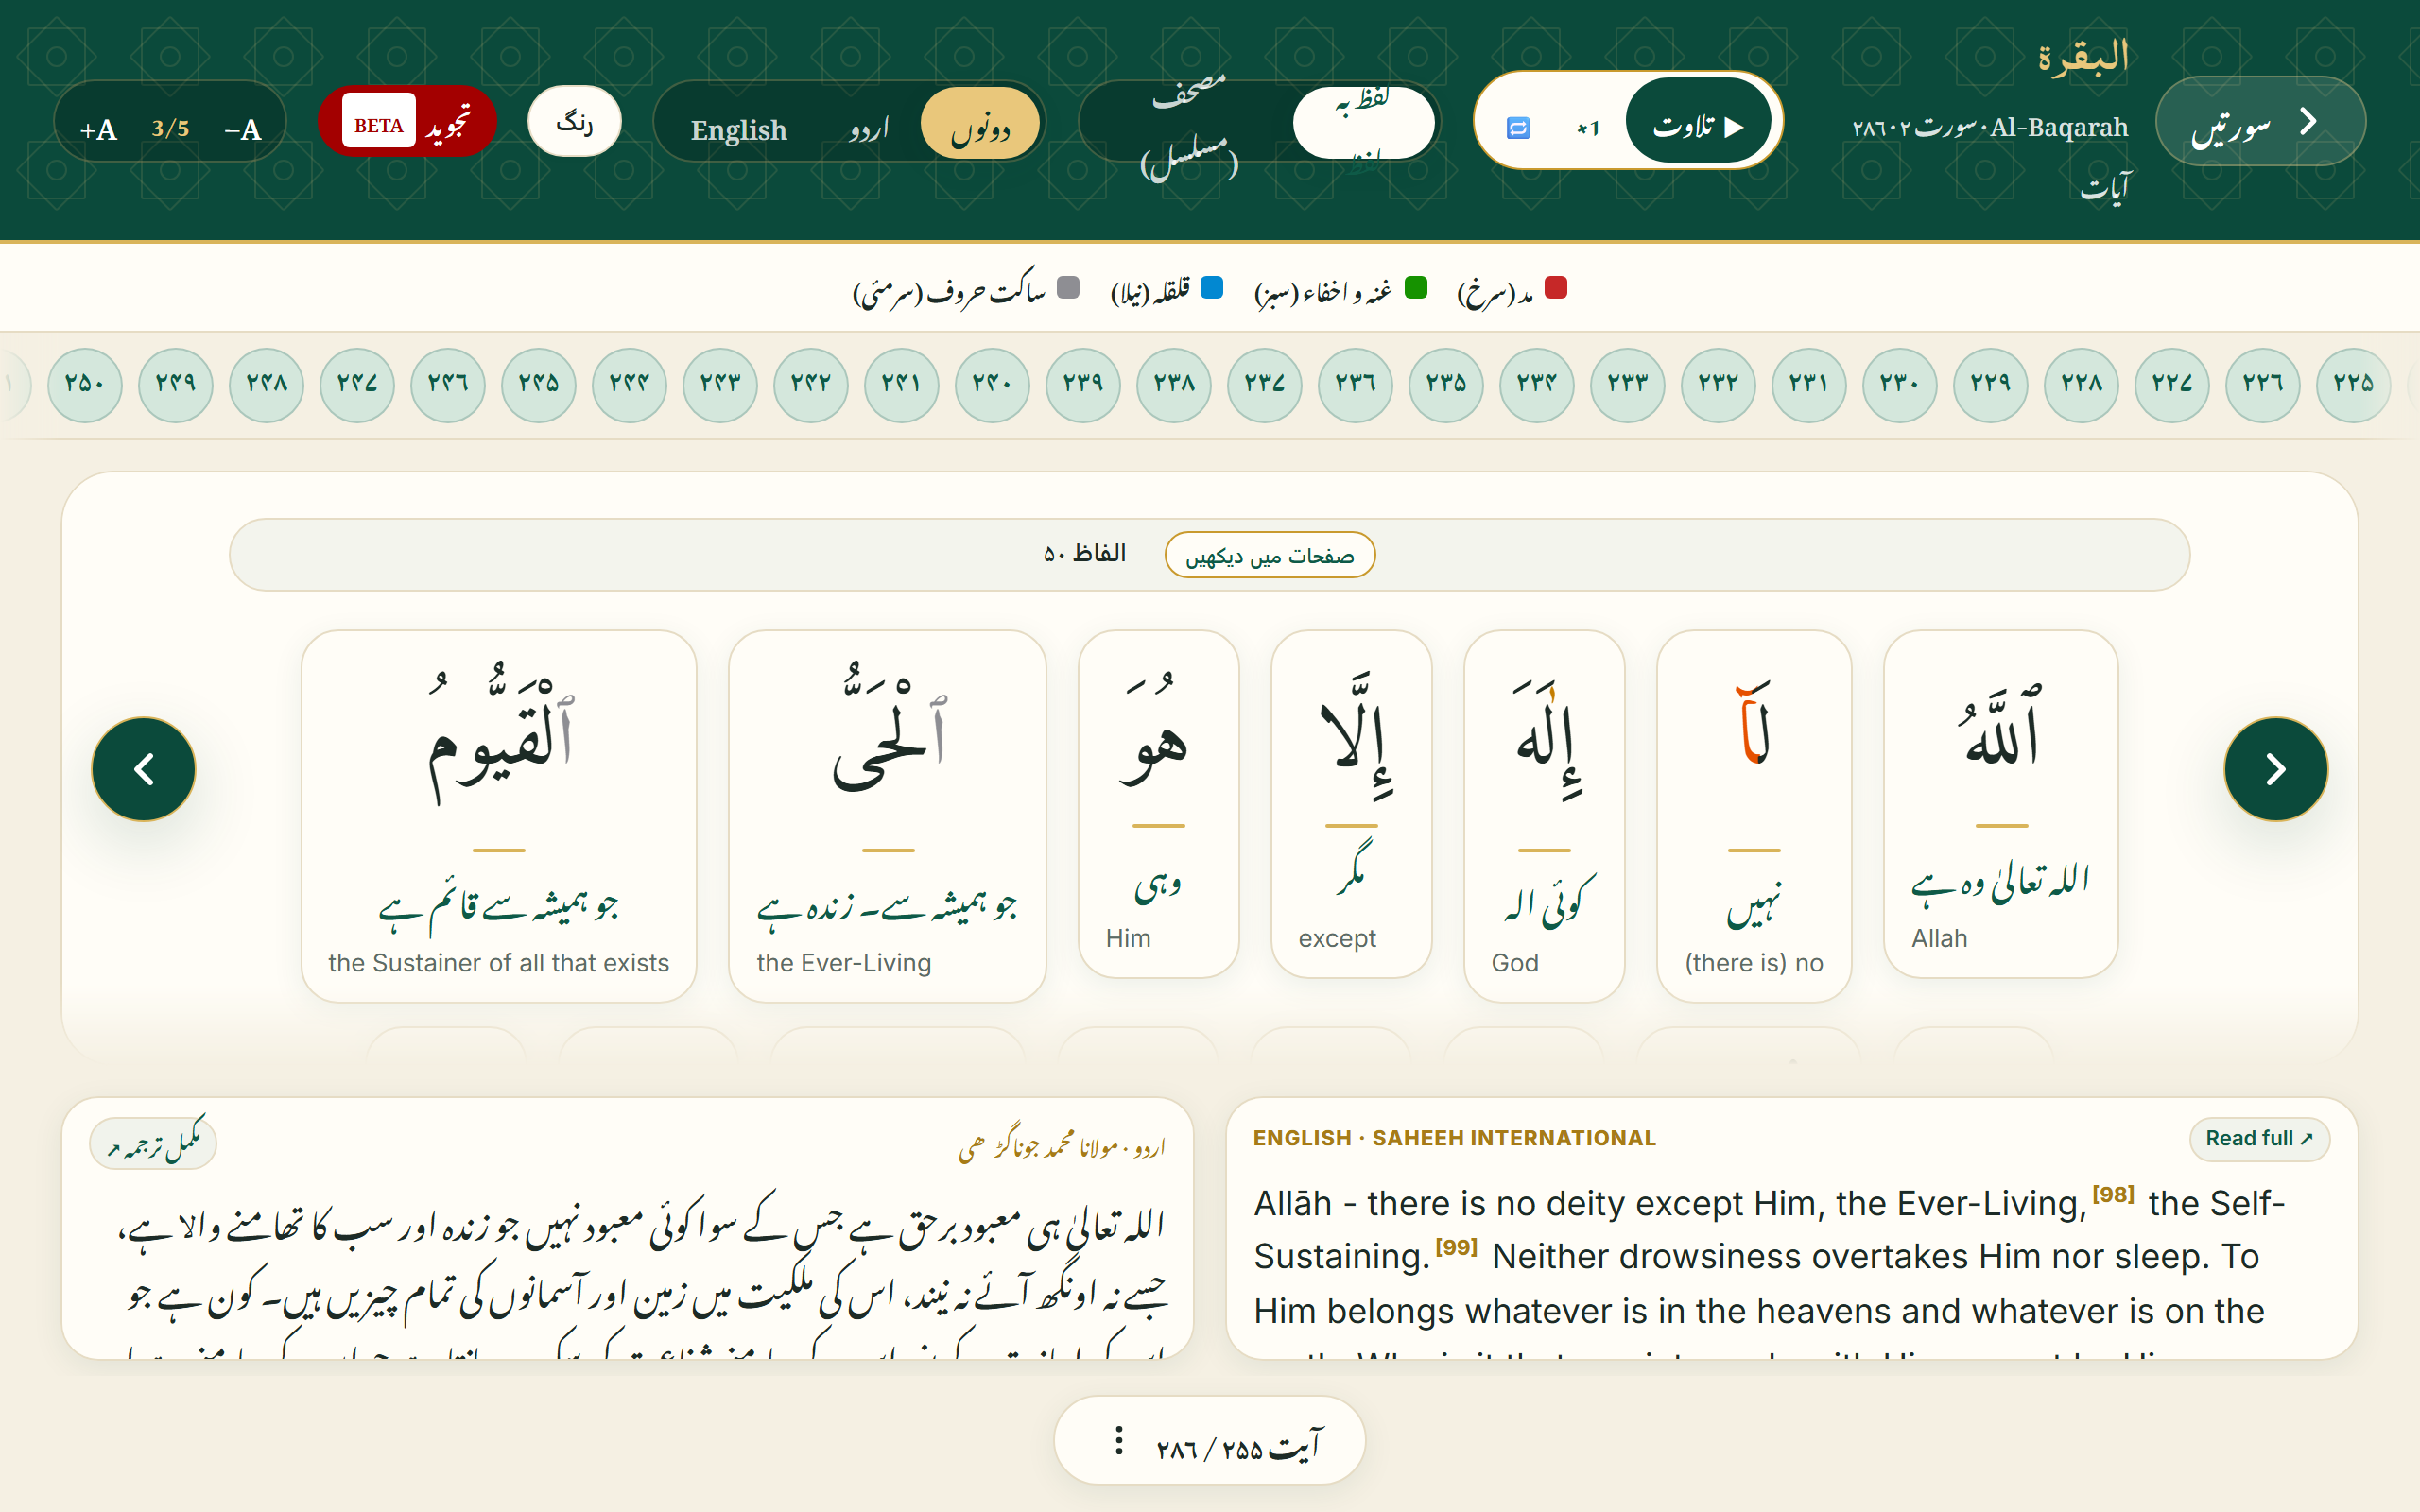 البقرة
سورتیں
Al-Baqarah · سورت ۲ · ۲۸٦
آیات
▶ تلاوت
×1
لفظ بہ
لفظ
مصحف
(مسلسل)
دونوں
اردو
English
رنگ
تجوید BETA
A−
3/5
A+
مد (سرخ)
غنہ و اخفاء (سبز)
قلقلہ (نیلا)
ساکت حروف (سرمئی)
۲۲۵ ۲۲٦ ۲۲۷ ۲۲۸ ۲۲۹ ۲۳۰ ۲۳۱ ۲۳۲ ۲۳۳ ۲۳۴ ۲۳۵ ۲۳٦ ۲۳۷ ۲۳۸ ۲۳۹ ۲۴۰ ۲۴۱ ۲۴۲ ۲۴۳ ۲۴۴ ۲۴۵ ۲۴٦ ۲۴۷ ۲۴۸ ۲۴۹ ۲۵۰
صفحات میں دیکھیں
۵۰ الفاظ
ٱللَّهُ
اللہ تعالیٰ وہ ہے
Allah
لَآ
نہیں
(there is) no
إِلَٰهَ
کوئی الہ
God
إِلَّا
مگر
except
هُوَ
وہی
Him
ٱلْحَىُّ
جو ہمیشہ سے۔ زندہ ہے
the Ever-Living
ٱلْقَيُّومُ
جو ہمیشہ سے قائم ہے
the Sustainer of all that exists
ENGLISH · SAHEEH INTERNATIONAL
Read full ↗
Allāh - there is no deity except Him, the Ever-Living,[98] the Self-
Sustaining.[99] Neither drowsiness overtakes Him nor sleep. To
Him belongs whatever is in the heavens and whatever is on the
اردو · مولانا محمد جوناگڑھی
مکمل ترجمہ ↗
اللہ تعالیٰ ہی معبود برحق ہے جس کے سوا کوئی معبود نہیں جو زندہ اور سب کا تھامنے والا ہے،
جسے نہ اونگھ آئے نہ نیند، اس کی ملکیت میں زمین اور آسمانوں کی تمام چیزیں ہیں۔ کون ہے جو
آیت ۲۵۵ / ۲۸٦